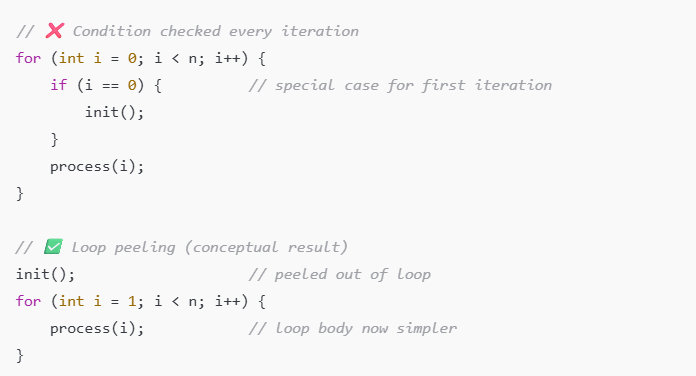 // ❌ Condition checked every iteration
for (int i = 0; i < n; i++) {
    if (i == 0) {          // special case for first iteration
        init();
    }
    process(i);
}

// ✅ Loop peeling (conceptual result)
init();                    // peeled out of loop
for (int i = 1; i < n; i++) {
    process(i);            // loop body now simpler
}